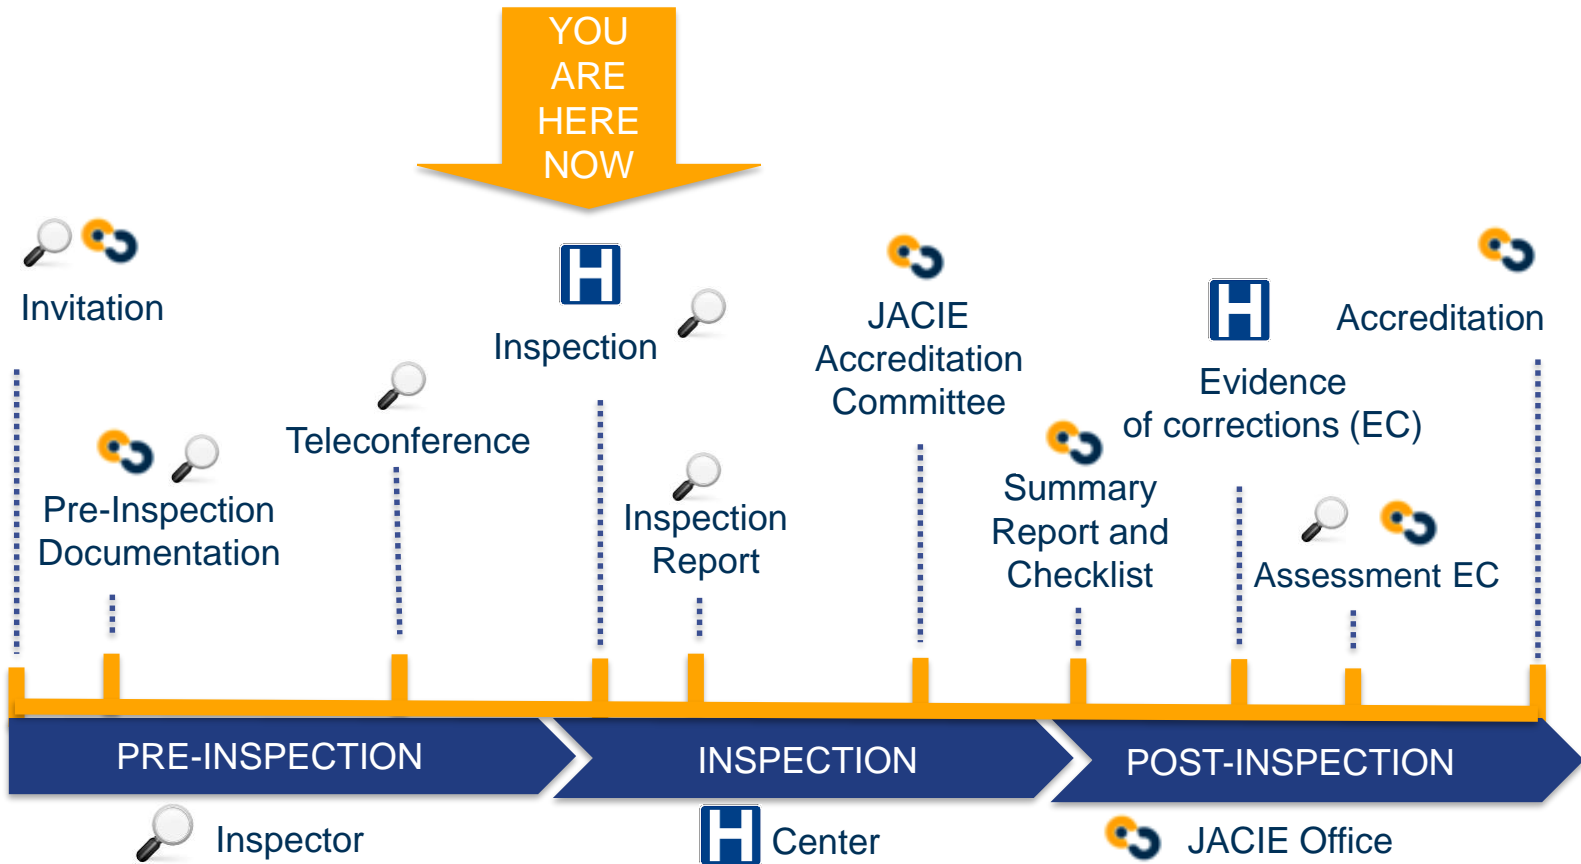 YOU
ARE
HERE
NOW
Invitation
Pre-Inspection
Documentation
Teleconference
Inspection
Inspection
Report
JACIE
Accreditation
Committee
Summary
Report and
Checklist
Evidence
of corrections (EC)
Assessment EC
Accreditation
PRE-INSPECTION
INSPECTION
POST-INSPECTION
Inspector
H Center
JACIE Office